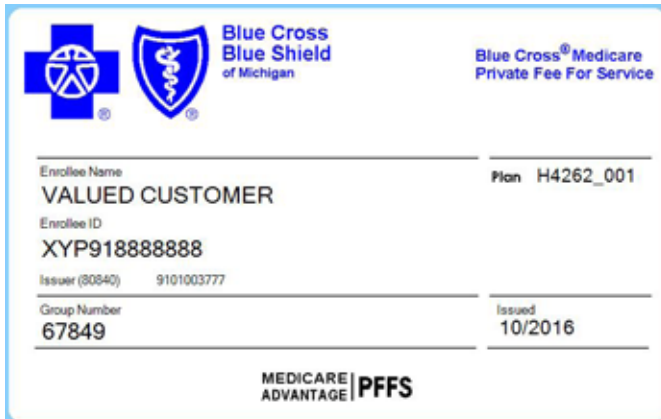 Blue Cross
Blue Shield
of Michigan
®
®
Blue Cross® Medicare
Private Fee For Service
Enrollee Name
VALUED CUSTOMER
Plan H4262_001
Enrollee ID
XYP918888888
Issuer (80840) 9101003777
Group Number
67849
Issued
10/2016
MEDICARE
ADVANTAGE
PFFS